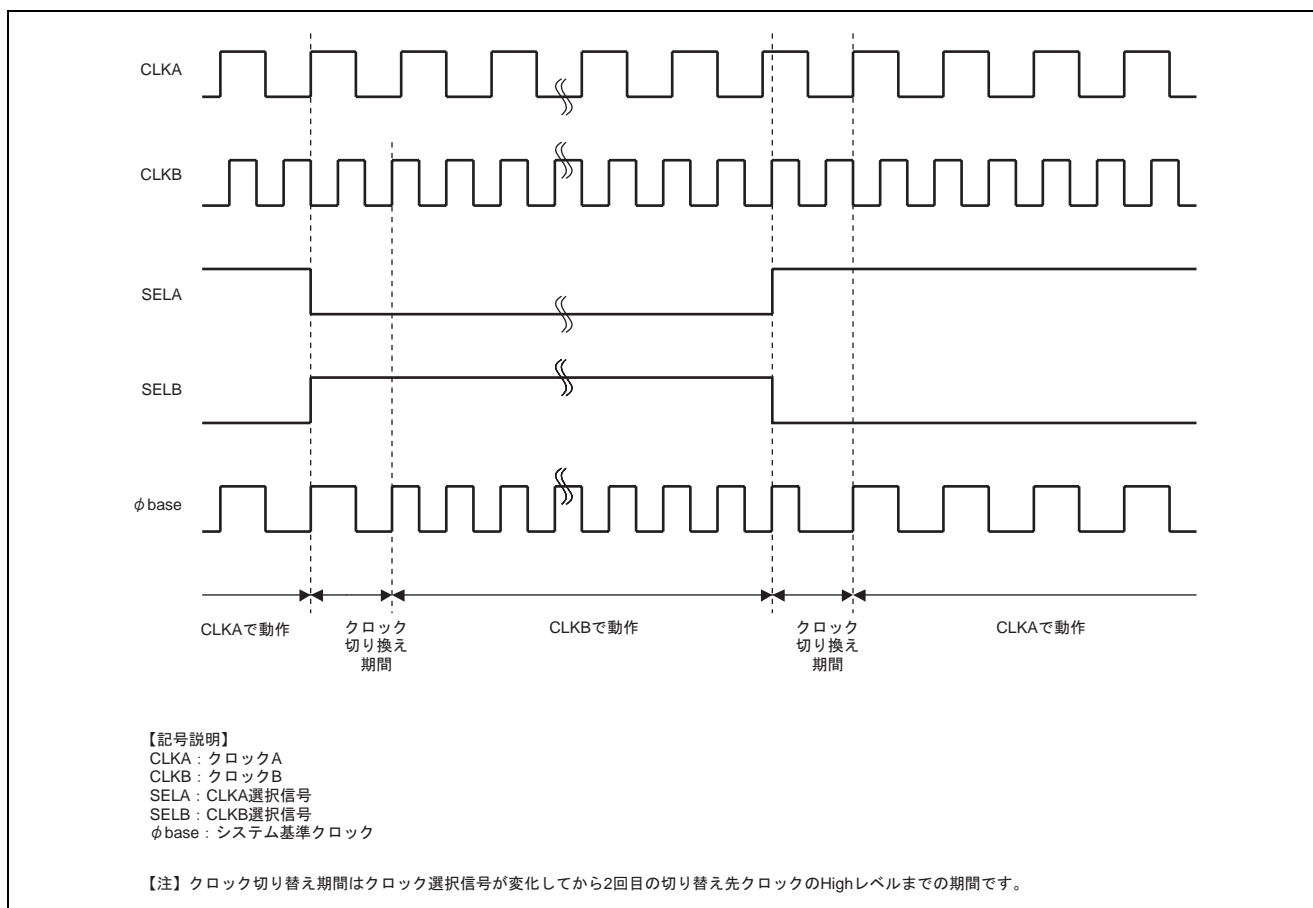 CLKA
CLKB
SELA
SELB
φbase
CLKAで動作
クロック
切り換え
期間
CLKBで動作
クロック
切り換え
期間
CLKAで動作
【記号説明】
CLKA：クロックA
CLKB：クロックB
SELA：CLKA選択信号
SELB：CLKB選択信号
φbase：システム基準クロック
【注】クロック切り替え期間はクロック選択信号が変化してから2回目の切り替え先クロックのHighレベルまでの期間です。